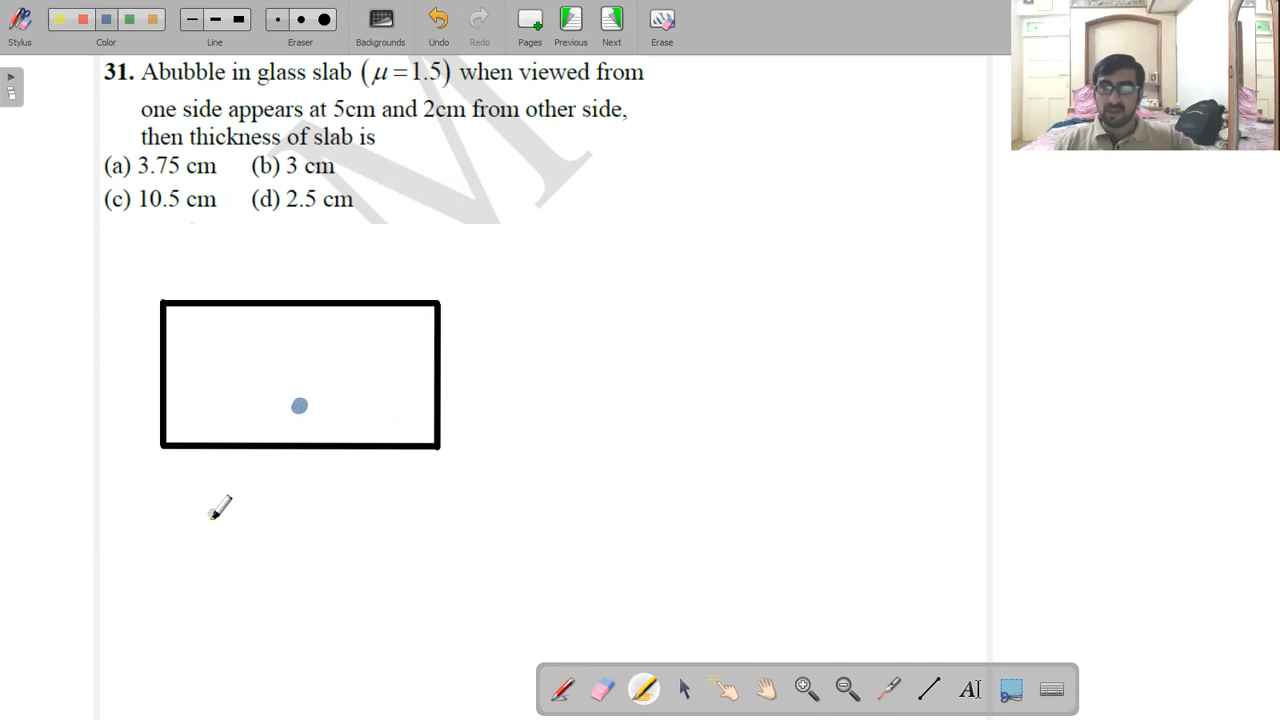 Stylus
Color
Line
Eraser
Backgrounds
Undo
Redo
Pages
Previous
Next
Erase
31. Abubble in glass slab (μ = 1.5) when viewed from
one side appears at 5cm and 2cm from other side,
then thickness of slab is
(a) 3.75 cm (b) 3 cm
(c) 10.5 cm (d) 2.5 cm
M
A